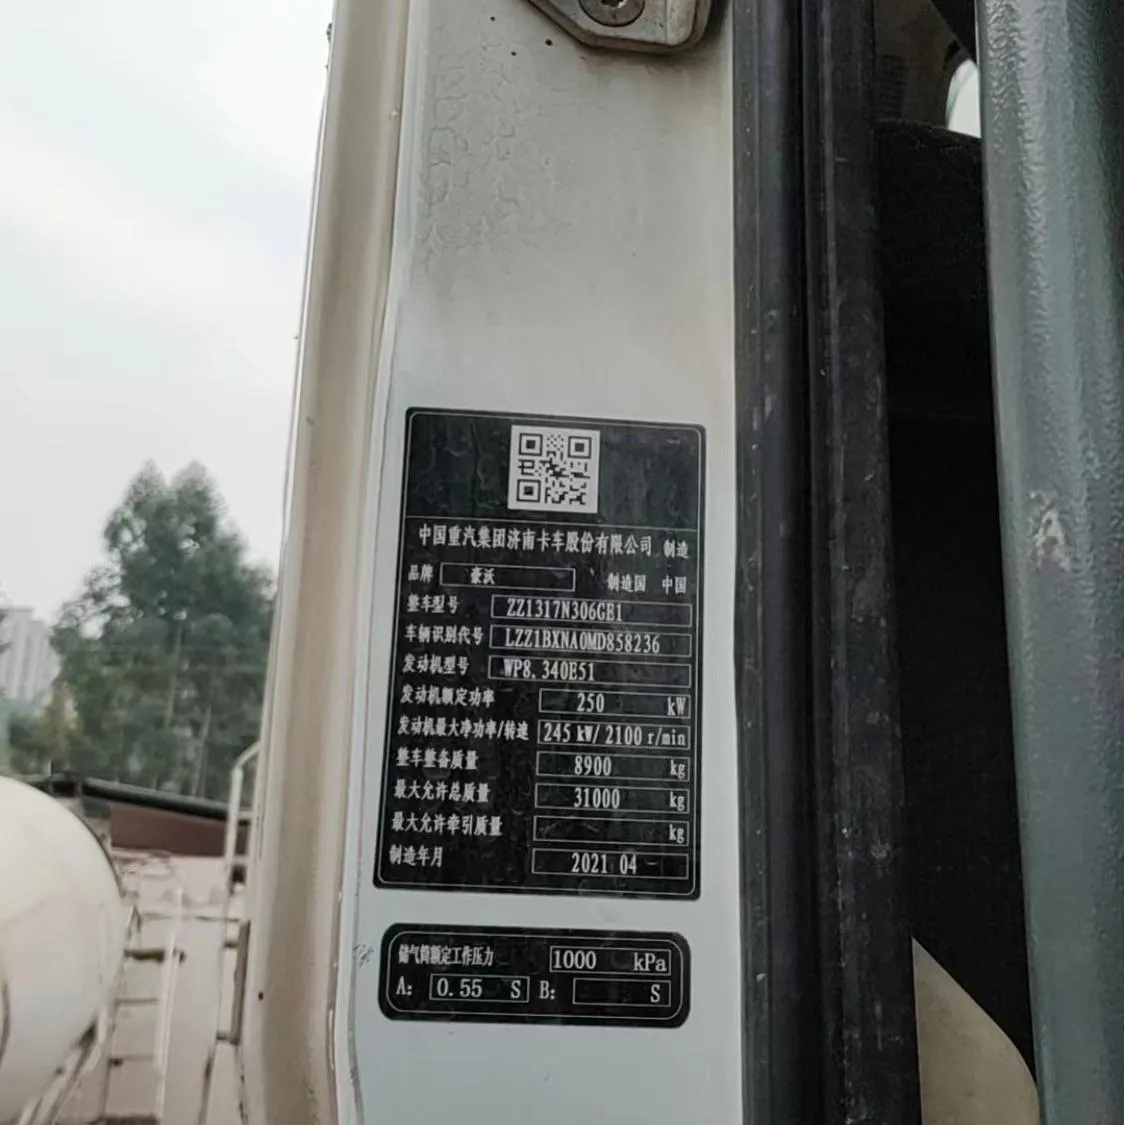 中国重汽集团济南卡车股份有限公司 制造
品牌 豪沃 制造国 中国
整车型号 ZZ1317N306GE1
车辆识别代号 LZZ1BXNA0MD858236
发动机型号 WP8.340E51
发动机额定功率 250 kW
发动机最大净功率/转速 245 kW/2100 r/min
整车整备质量 8900 kg
最大允许总质量 31000 kg
最大允许牵引质量 — kg
制造年月 2021 04
储气筒额定工作压力 1000 kPa
A: 0.55 S B: S